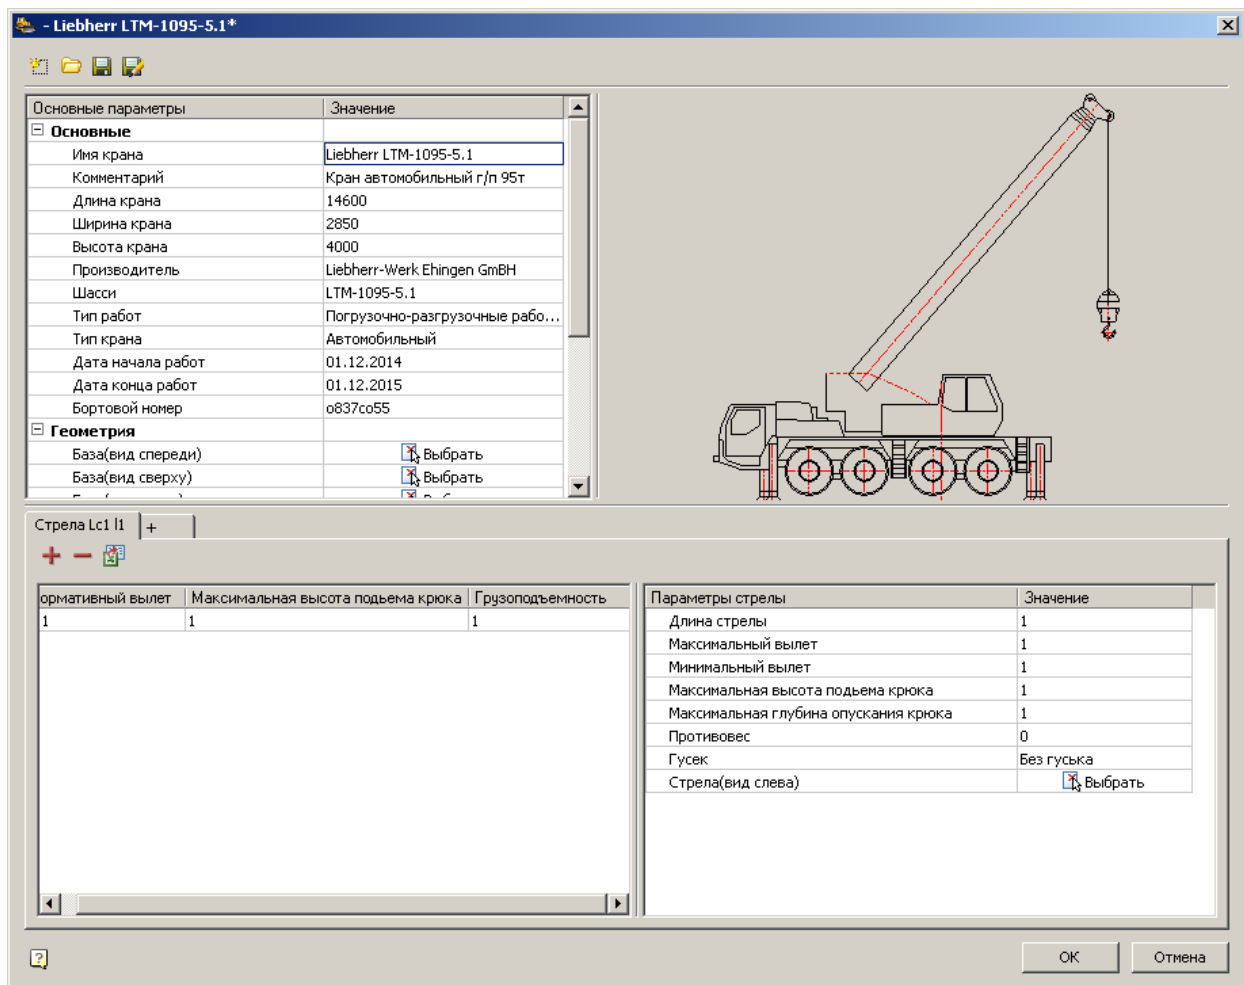 - Liebherr LTM-1095-5.1*
Основные параметры Значение
Основные
Имя крана Liebherr LTM-1095-5.1
Комментарий Кран автомобильный г/п 95т
Длина крана 14600
Ширина крана 2850
Высота крана 4000
Производитель Liebherr-Werk Ehingen GmBH
Шасси LTM-1095-5.1
Тип работ Погрузочно-разгрузочные рабо...
Тип крана Автомобильный
Дата начала работ 01.12.2014
Дата конца работ 01.12.2015
Бортовой номер о837со55
Геометрия
База(вид спереди) Выбрать
База(вид сверху) Выбрать
Стрела Lc1 l1 +
ормативный вылет Максимальная высота подьема крюка Грузоподъемность
1 1 1
Параметры стрелы Значение
Длина стрелы 1
Максимальный вылет 1
Минимальный вылет 1
Максимальная высота подьема крюка 1
Максимальная глубина опускания крюка 1
Противовес 0
Гусек Без гуська
Стрела(вид слева) Выбрать
? ОК Отмена